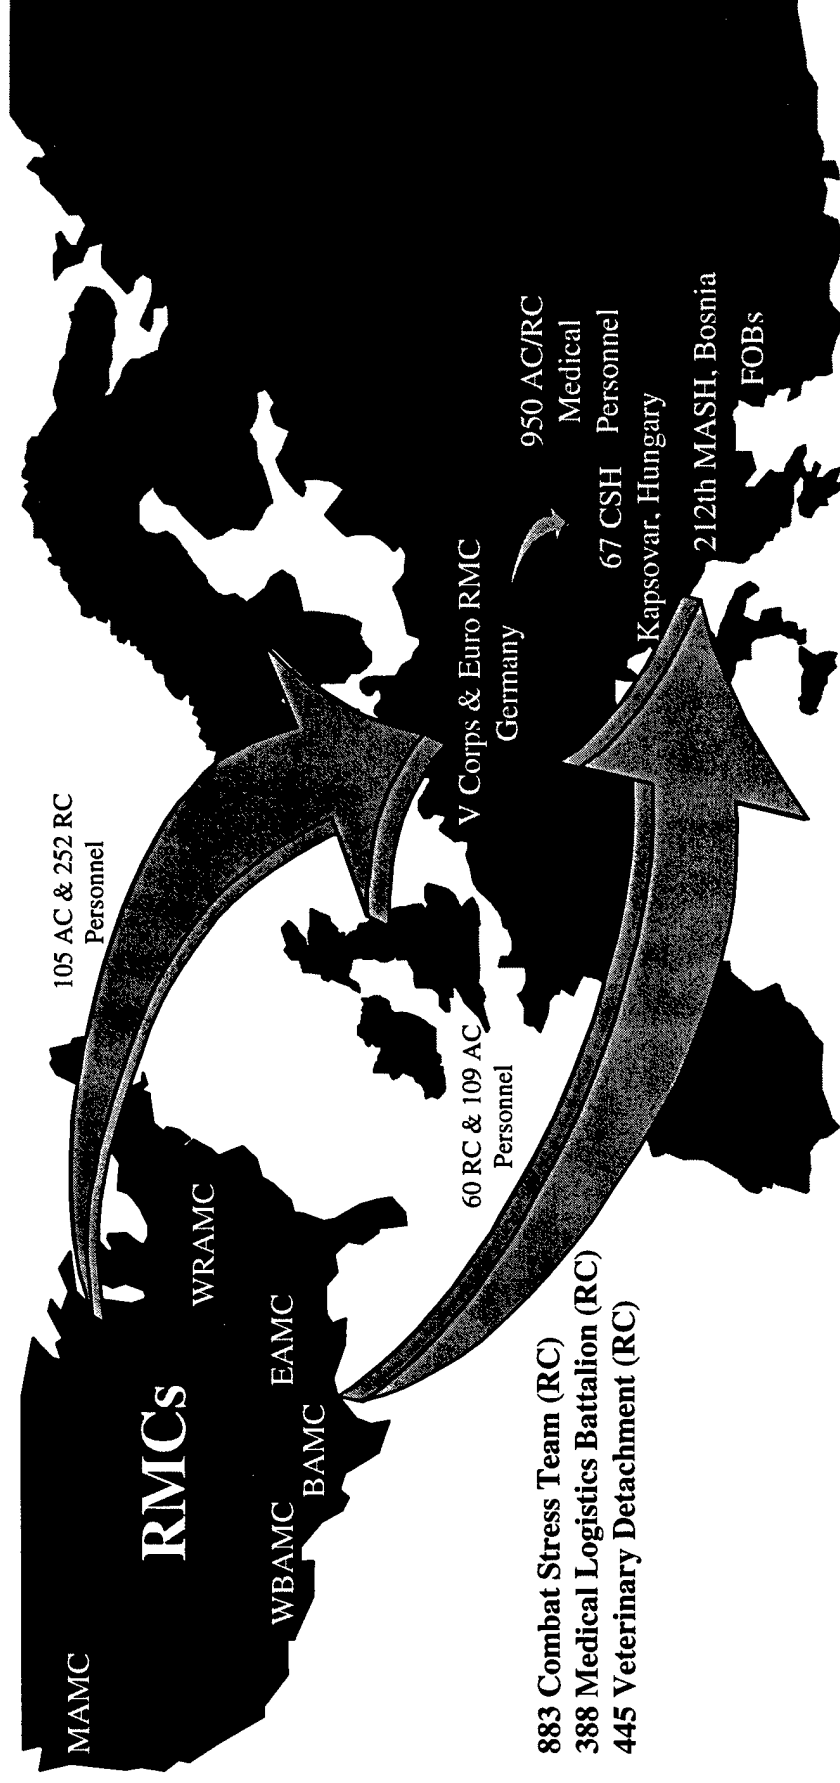 MAMC
RMCs
WRAMC
WBAMC
EAMC
BAMC
105 AC & 252 RC
Personnel
60 RC & 109 AC
Personnel
V Corps & Euro RMC
Germany
950 AC/RC
Medical
67 CSH Personnel
Kapsovar, Hungary
212th MASH, Bosnia
FOBs
883 Combat Stress Team (RC)
388 Medical Logistics Battalion (RC)
445 Veterinary Detachment (RC)